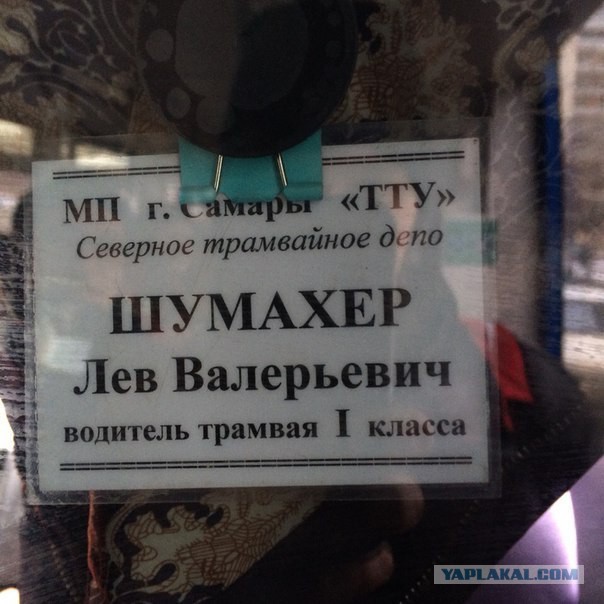 МП г. Самары «ТТУ»
Северное трамвайное депо
ШУМАХЕР
Лев Валерьевич
водитель трамвая I класса
YAPLAKAL.COM